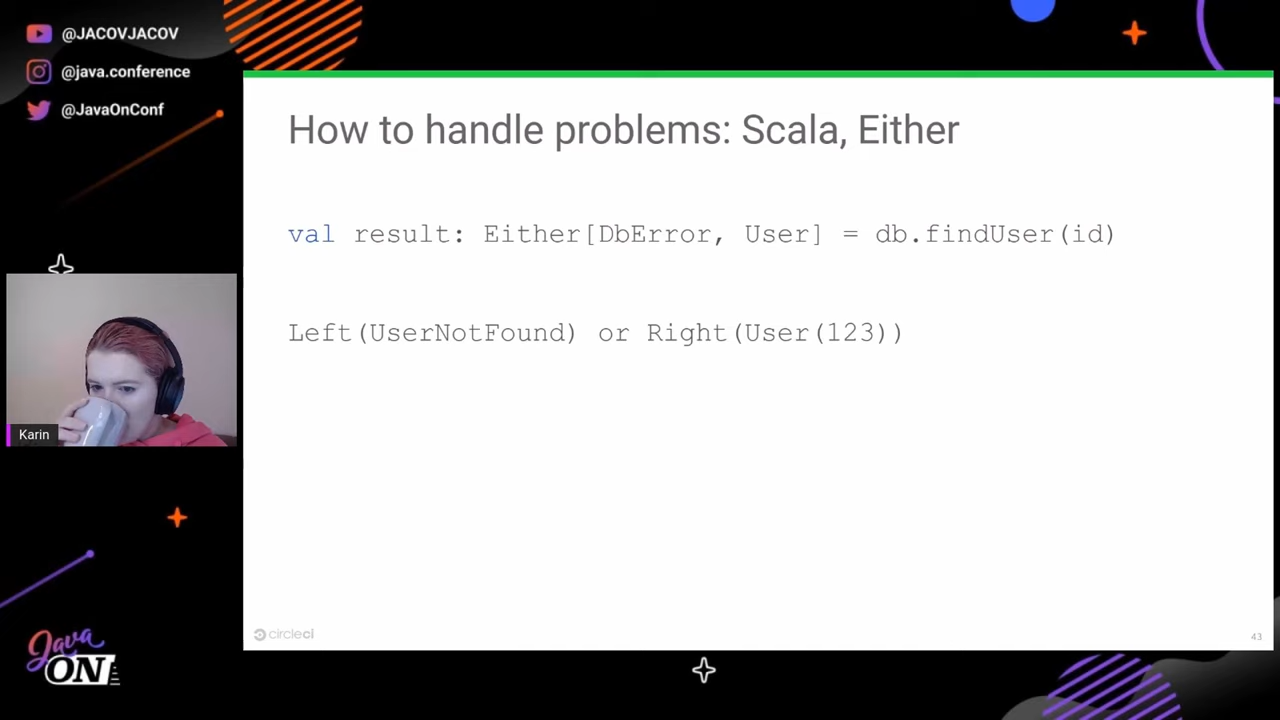 @JACOVJACOV
@java.conference
@JavaOnConf
How to handle problems: Scala, Either
val result: Either[DbError, User] = db.findUser(id)
Left(UserNotFound) or Right(User(123))
Karin
circleci
43
Java
ON